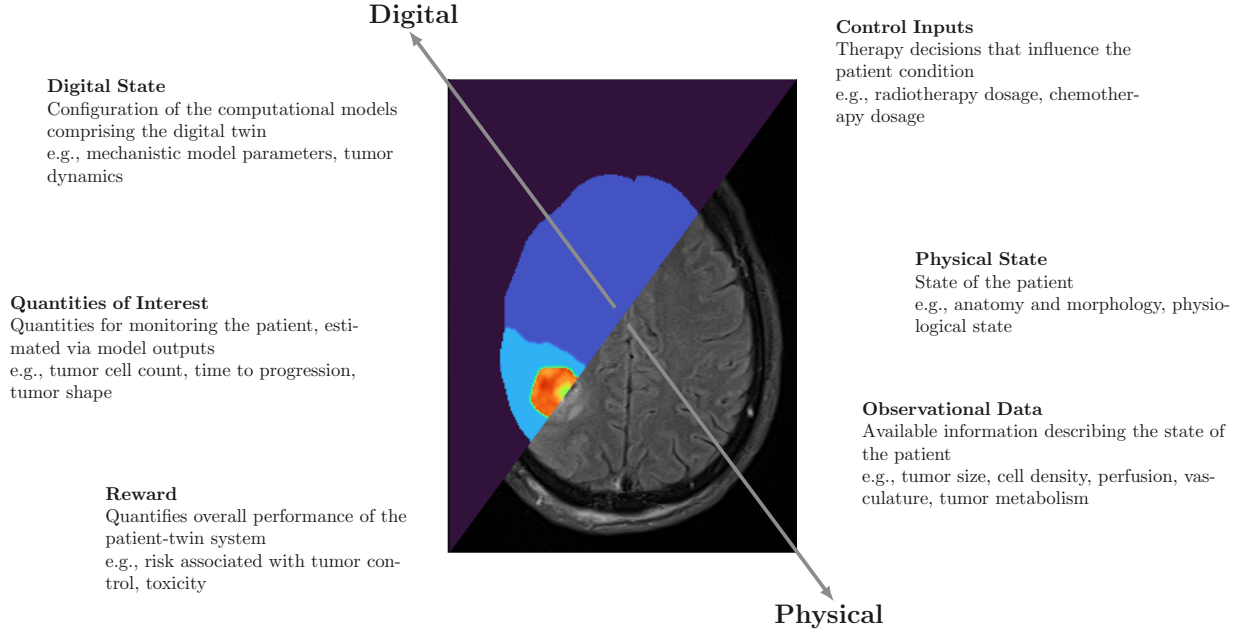 Digital
Digital State
Configuration of the computational models
comprising the digital twin
e.g., mechanistic model parameters, tumor
dynamics
Quantities of Interest
Quantities for monitoring the patient, esti-
mated via model outputs
e.g., tumor cell count, time to progression,
tumor shape
Reward
Quantifies overall performance of the
patient-twin system
e.g., risk associated with tumor con-
trol, toxicity
Control Inputs
Therapy decisions that influence the
patient condition
e.g., radiotherapy dosage, chemother-
apy dosage
Physical State
State of the patient
e.g., anatomy and morphology, physio-
logical state
Observational Data
Available information describing the state of
the patient
e.g., tumor size, cell density, perfusion, vas-
culature, tumor metabolism
Physical